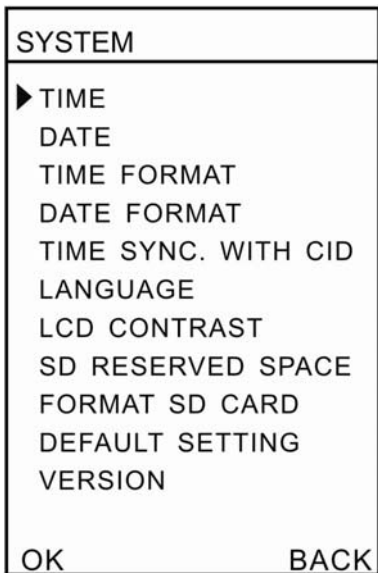 SYSTEM
TIME
DATE
TIME FORMAT
DATE FORMAT
TIME SYNC. WITH CID
LANGUAGE
LCD CONTRAST
SD RESERVED SPACE
FORMAT SD CARD
DEFAULT SETTING
VERSION
OK BACK